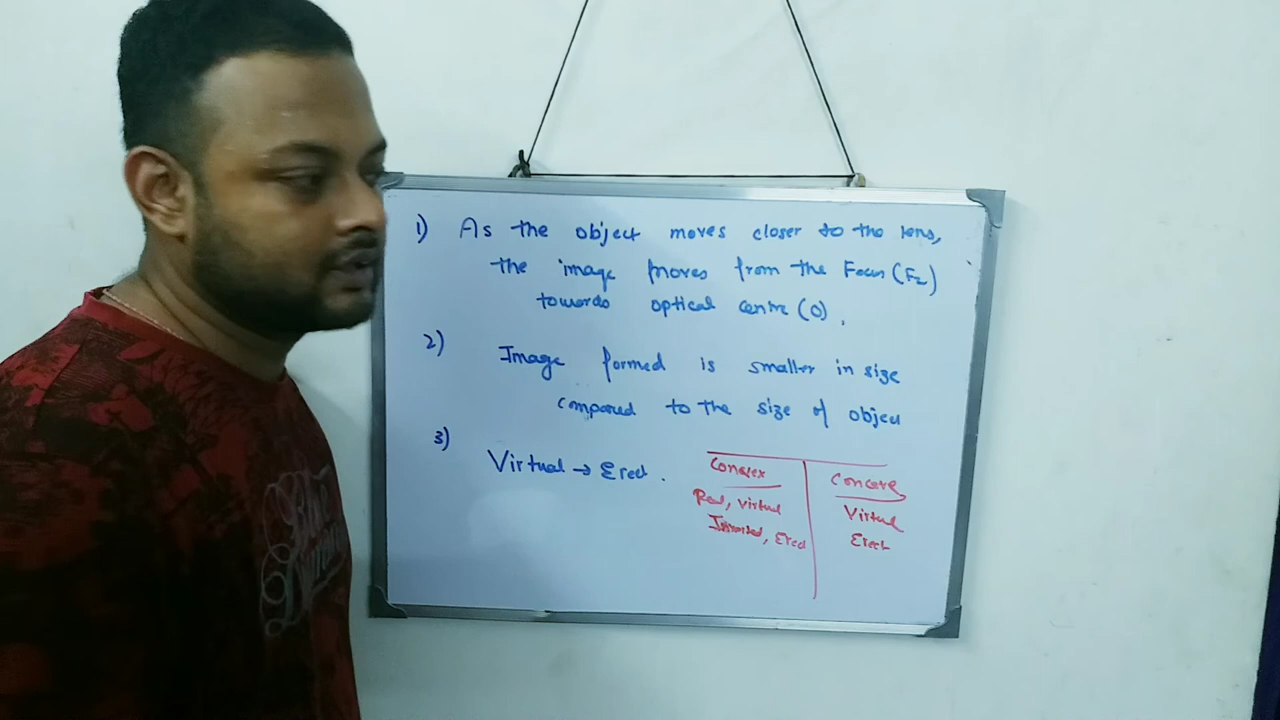 1) As the object moves closer to the lens,
the image moves from the Focus (F2)
towards optical centre (O).
2) Image formed is smaller in size
compared to the size of object
3) Virtual → Erect.
Convex
Real, Virtual
Inverted, Erect
Concave
Virtual
Erect